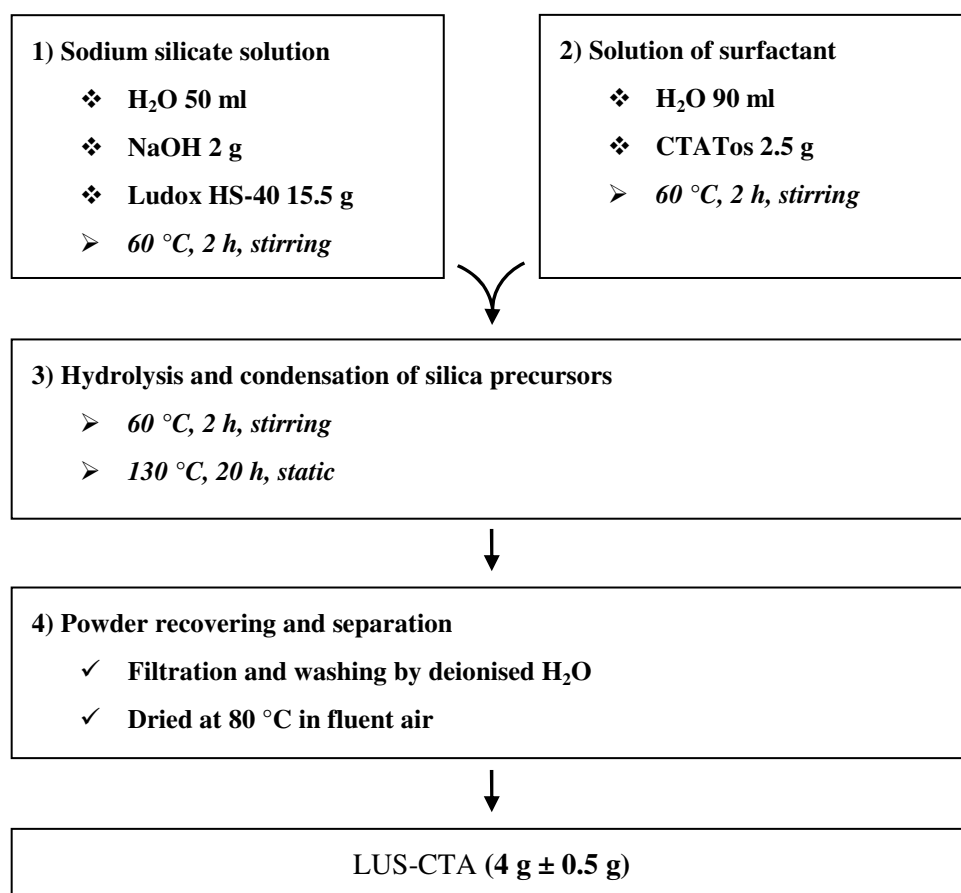 1) Sodium silicate solution
❖ H₂O 50 ml
❖ NaOH 2 g
❖ Ludox HS-40 15.5 g
➢ 60 °C, 2 h, stirring
2) Solution of surfactant
❖ H₂O 90 ml
❖ CTATos 2.5 g
➢ 60 °C, 2 h, stirring
3) Hydrolysis and condensation of silica precursors
➢ 60 °C, 2 h, stirring
➢ 130 °C, 20 h, static
4) Powder recovering and separation
✓ Filtration and washing by deionised H₂O
✓ Dried at 80 °C in fluent air
LUS-CTA (4 g ± 0.5 g)